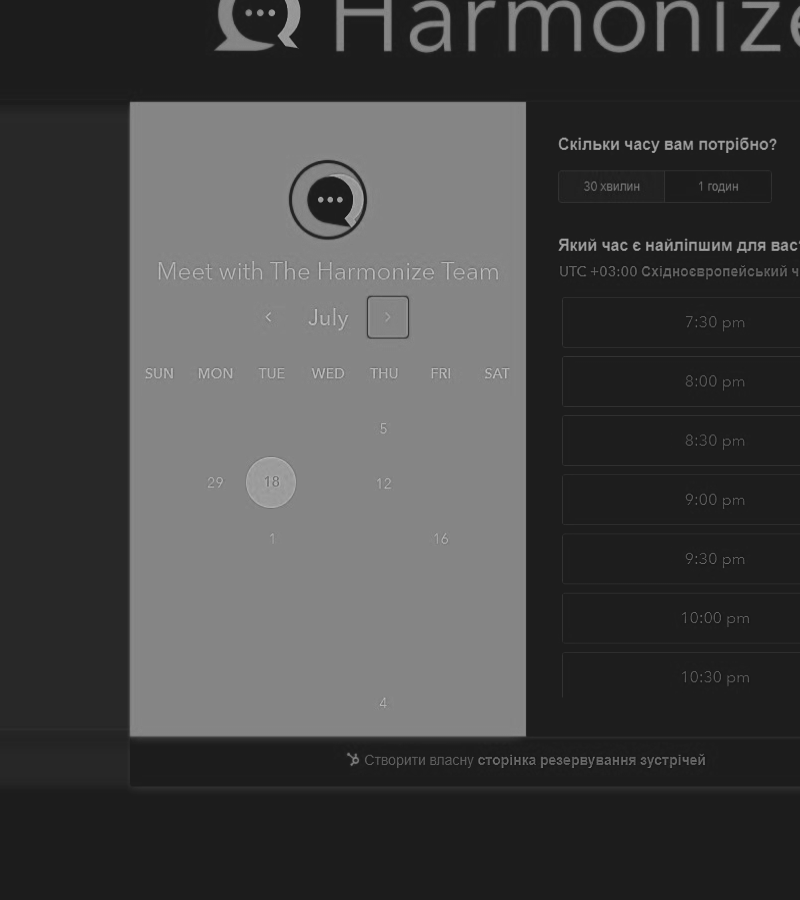 Harmonize
Meet with The Harmonize Team
July
SUN MON TUE WED THU FRI SAT
5
29 18 12
1 16
4
Скільки часу вам потрібно?
30 хвилин 1 годин
Який час є найліпшим для вас?
UTC +03:00 Східноєвропейський ч
7:30 pm
8:00 pm
8:30 pm
9:00 pm
9:30 pm
10:00 pm
10:30 pm
Створити власну сторінка резервування зустрічей